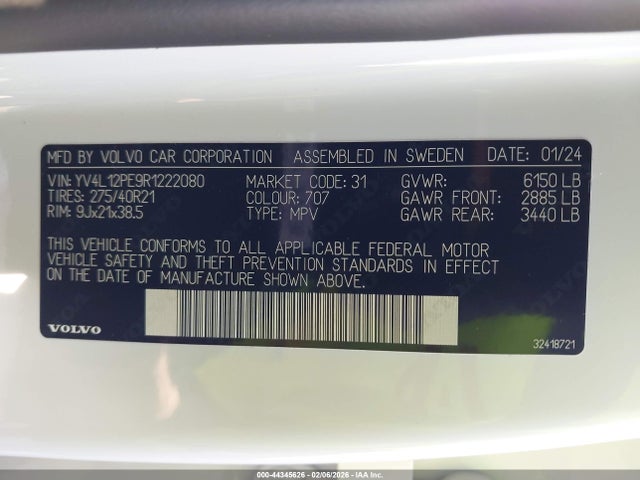 MFD BY VOLVO CAR CORPORATION ASSEMBLED IN SWEDEN DATE: 01/24
VIN: YV4L12PE9R1222080 MARKET CODE: 31 GVWR: 6150 LB
TIRES: 275/40R21 COLOUR: 707 GAWR FRONT: 2885 LB
RIM: 9Jx21x38.5 TYPE: MPV GAWR REAR: 3440 LB
THIS VEHICLE CONFORMS TO ALL APPLICABLE FEDERAL MOTOR
VEHICLE SAFETY AND THEFT PREVENTION STANDARDS IN EFFECT
ON THE DATE OF MANUFACTURE SHOWN ABOVE.
VOLVO
32418721
000-44345626 - 02/06/2026 - IAA Inc.